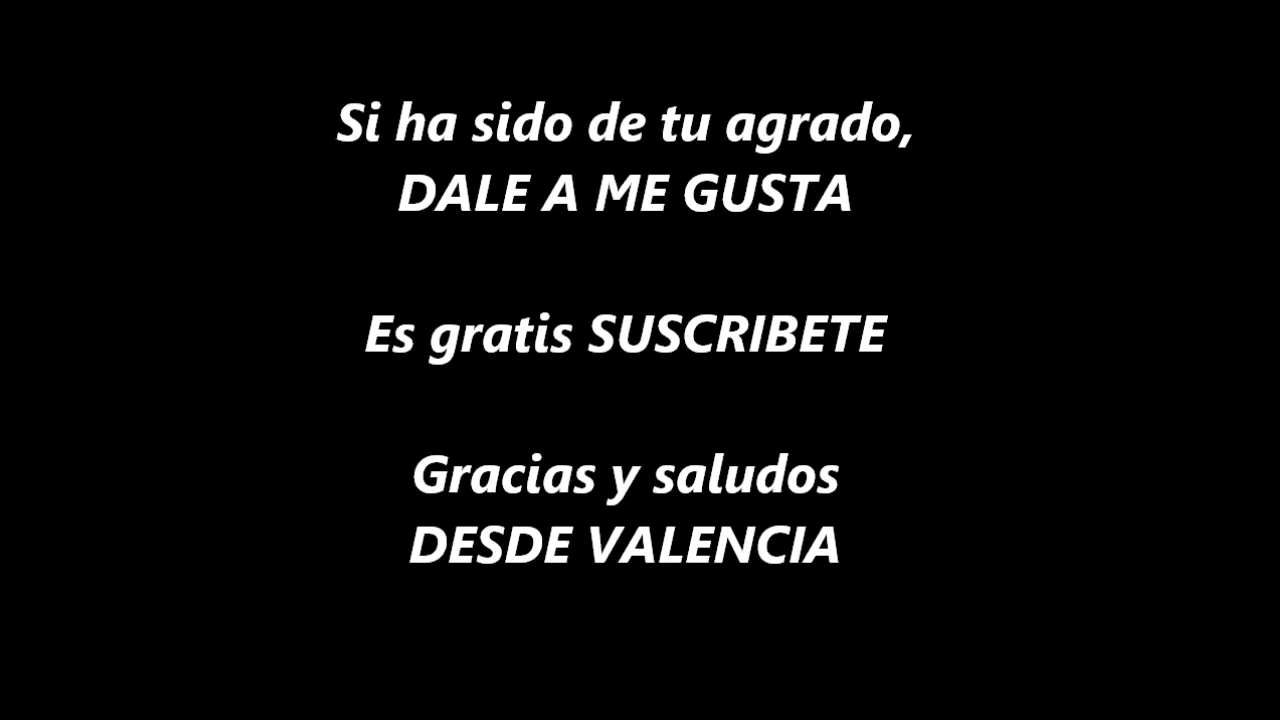 Si ha sido de tu agrado,
DALE A ME GUSTA
Es gratis SUSCRIBETE
Gracias y saludos
DESDE VALENCIA